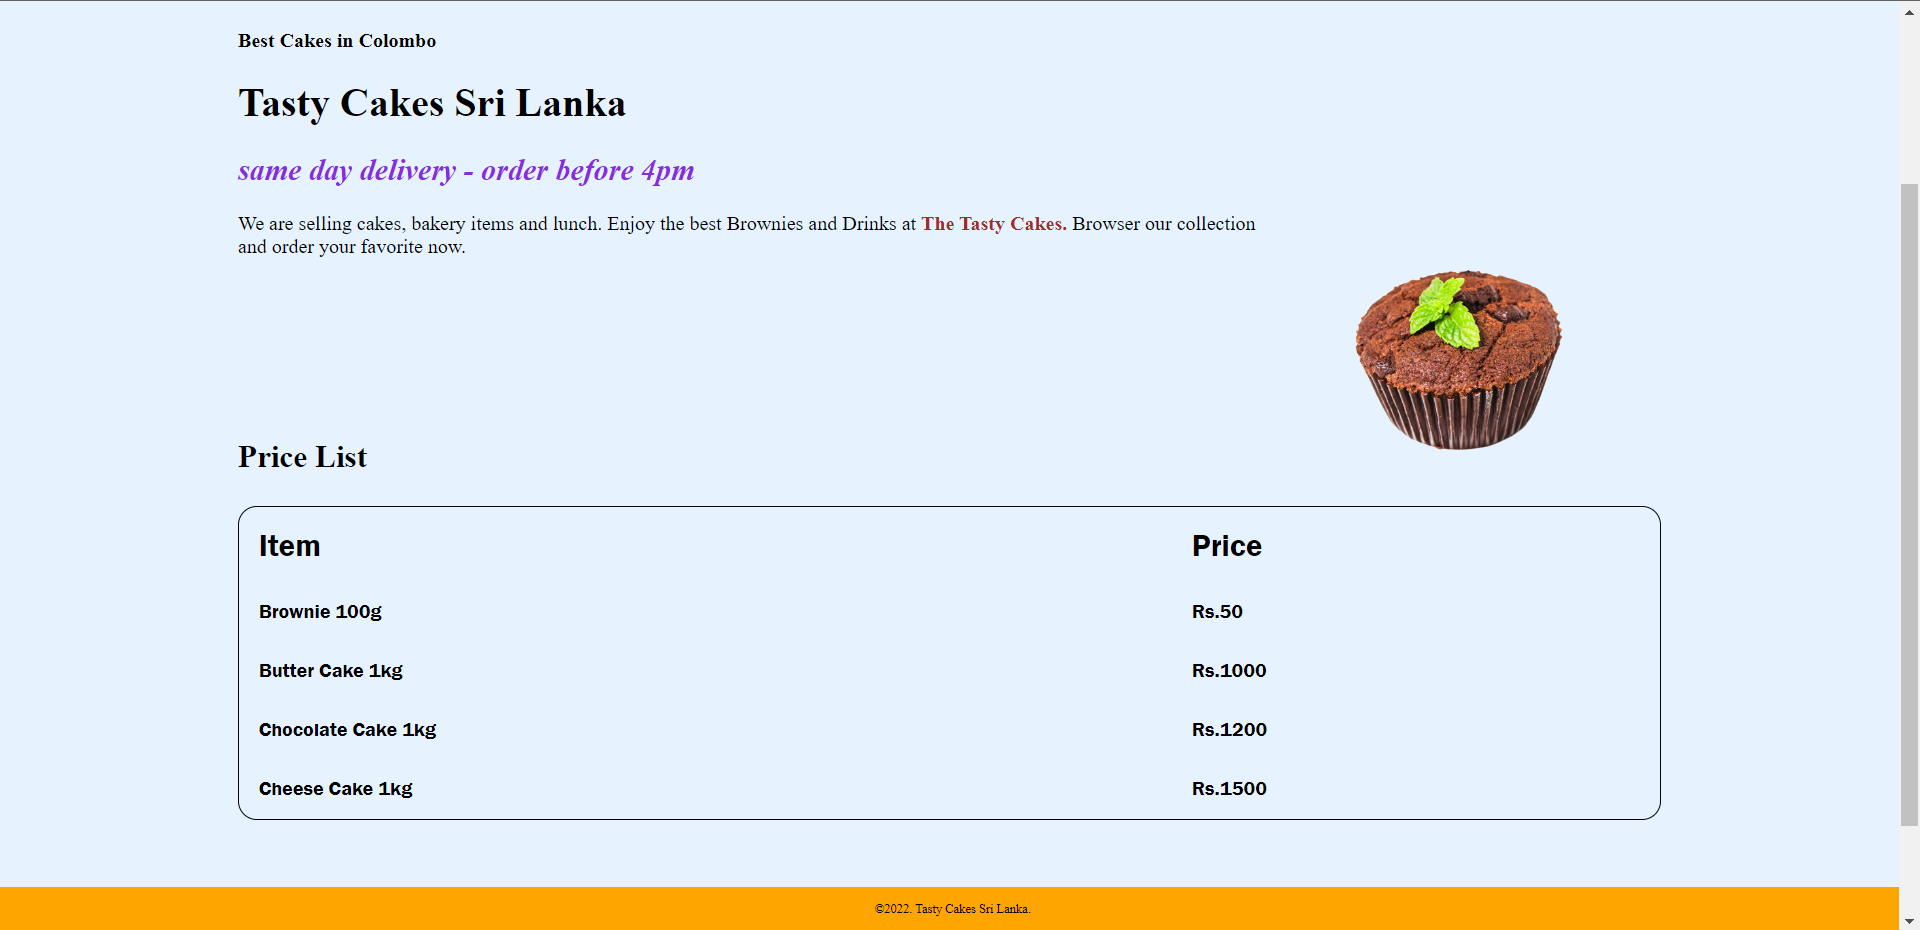 Best Cakes in Colombo
Tasty Cakes Sri Lanka
same day delivery - order before 4pm
We are selling cakes, bakery items and lunch. Enjoy the best Brownies and Drinks at The Tasty Cakes. Browser our collection
and order your favorite now.
Price List
Item Price
Brownie 100g Rs.50
Butter Cake 1kg Rs.1000
Chocolate Cake 1kg Rs.1200
Cheese Cake 1kg Rs.1500
©2022. Tasty Cakes Sri Lanka.